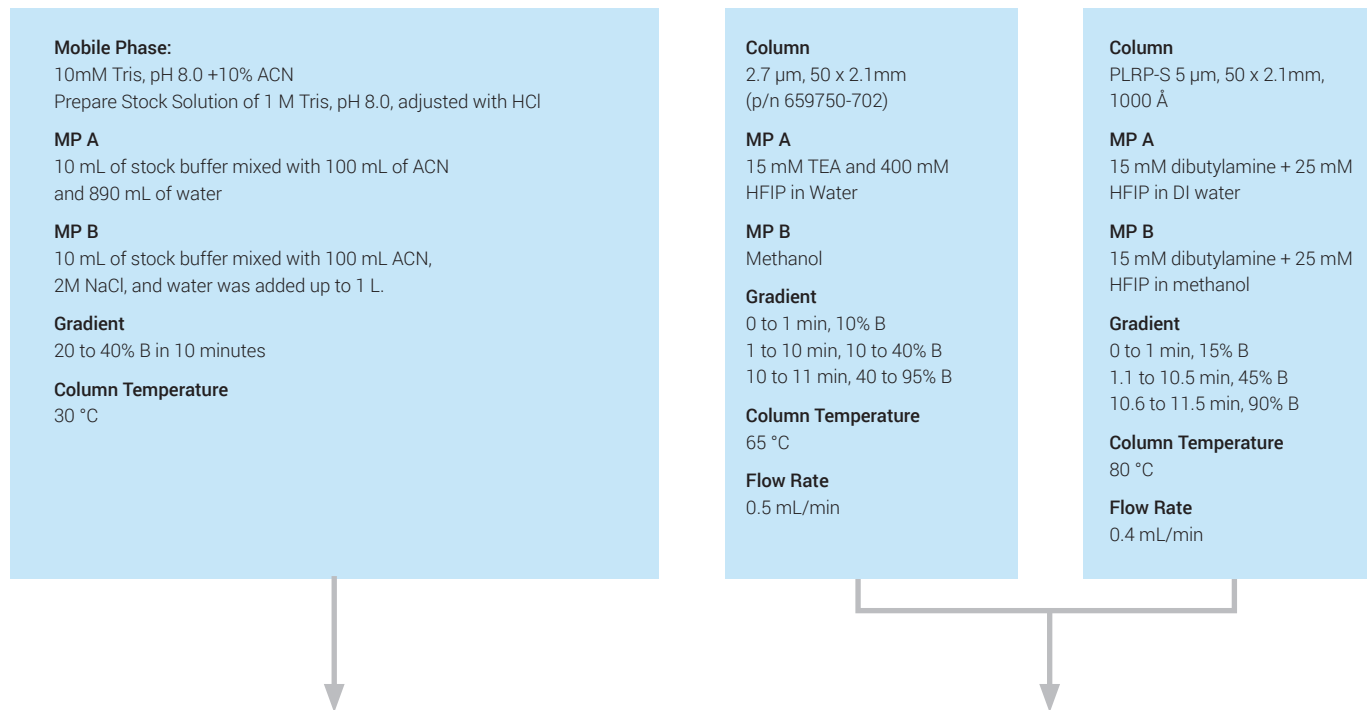 Mobile Phase:
10mM Tris, pH 8.0 +10% ACN
Prepare Stock Solution of 1 M Tris, pH 8.0, adjusted with HCl
MP A
10 mL of stock buffer mixed with 100 mL of ACN
and 890 mL of water
MP B
10 mL of stock buffer mixed with 100 mL ACN,
2M NaCl, and water was added up to 1 L.
Gradient
20 to 40% B in 10 minutes
Column Temperature
30 °C
Column
2.7 µm, 50 x 2.1mm
(p/n 659750-702)
MP A
15 mM TEA and 400 mM
HFIP in Water
MP B
Methanol
Gradient
0 to 1 min, 10% B
1 to 10 min, 10 to 40% B
10 to 11 min, 40 to 95% B
Column Temperature
65 °C
Flow Rate
0.5 mL/min
Column
PLRP-S 5 µm, 50 x 2.1mm,
1000 Å
MP A
15 mM dibutylamine + 25 mM
HFIP in DI water
MP B
15 mM dibutylamine + 25 mM
HFIP in methanol
Gradient
0 to 1 min, 15% B
1.1 to 10.5 min, 45% B
10.6 to 11.5 min, 90% B
Column Temperature
80 °C
Flow Rate
0.4 mL/min